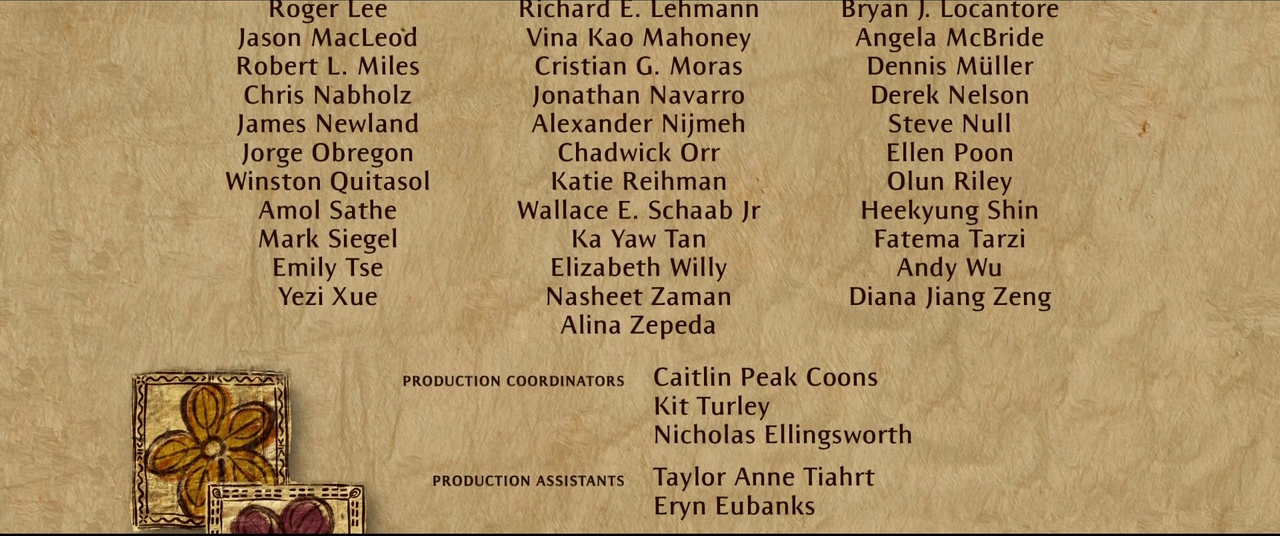 Roger Lee Richard E. Lehmann Bryan J. Locantore
Jason MacLeod Vina Kao Mahoney Angela McBride
Robert L. Miles Cristian G. Moras Dennis Müller
Chris Nabholz Jonathan Navarro Derek Nelson
James Newland Alexander Nijmeh Steve Null
Jorge Obregon Chadwick Orr Ellen Poon
Winston Quitasol Katie Reihman Olun Riley
Amol Sathe Wallace E. Schaab Jr Heekyung Shin
Mark Siegel Ka Yaw Tan Fatema Tarzi
Emily Tse Elizabeth Willy Andy Wu
Yezi Xue Nasheet Zaman Diana Jiang Zeng
Alina Zepeda
PRODUCTION COORDINATORS Caitlin Peak Coons
Kit Turley
Nicholas Ellingsworth
PRODUCTION ASSISTANTS Taylor Anne Tiahrt
Eryn Eubanks